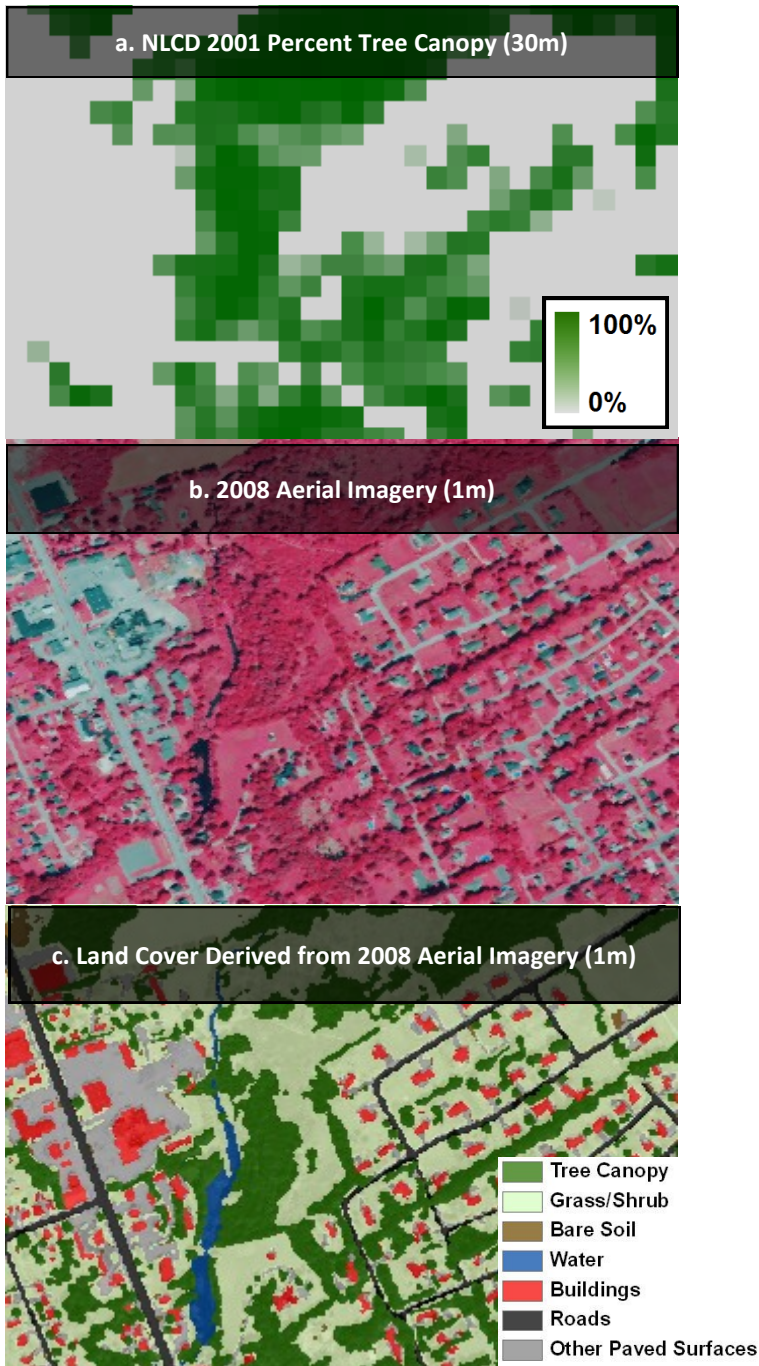 a. NLCD 2001 Percent Tree Canopy (30m)
100%
0%
b. 2008 Aerial Imagery (1m)
c. Land Cover Derived from 2008 Aerial Imagery (1m)
Tree Canopy
Grass/Shrub
Bare Soil
Water
Buildings
Roads
Other Paved Surfaces